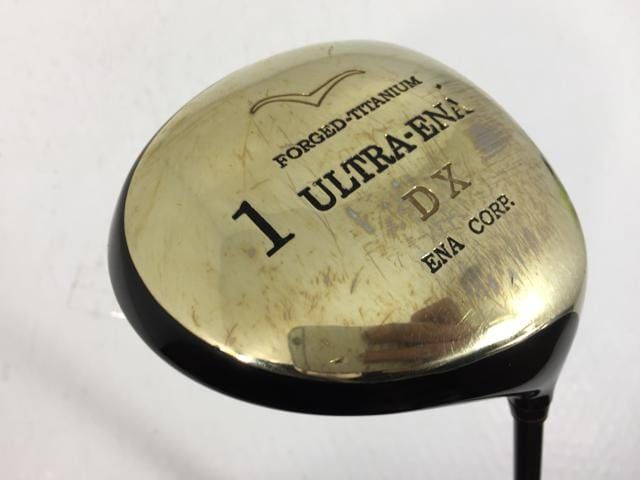 FORGED-TITANIUM
1 ULTRA-ENA
DX
ENA CORP.